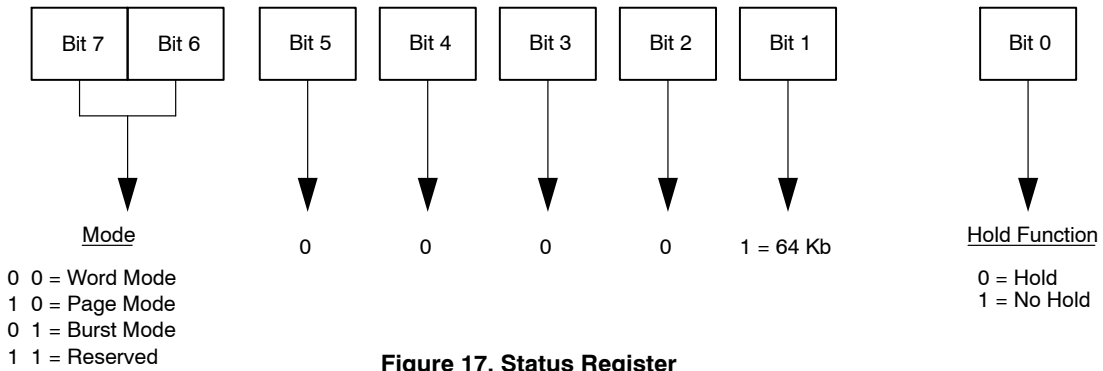 Bit 7 Bit 6 Bit 5 Bit 4 Bit 3 Bit 2 Bit 1 Bit 0
Mode
0 0 = Word Mode
1 0 = Page Mode
0 1 = Burst Mode
1 1 = Reserved
0 0 0 0 1 = 64 Kb
Hold Function
0 = Hold
1 = No Hold
Figure 17. Status Register